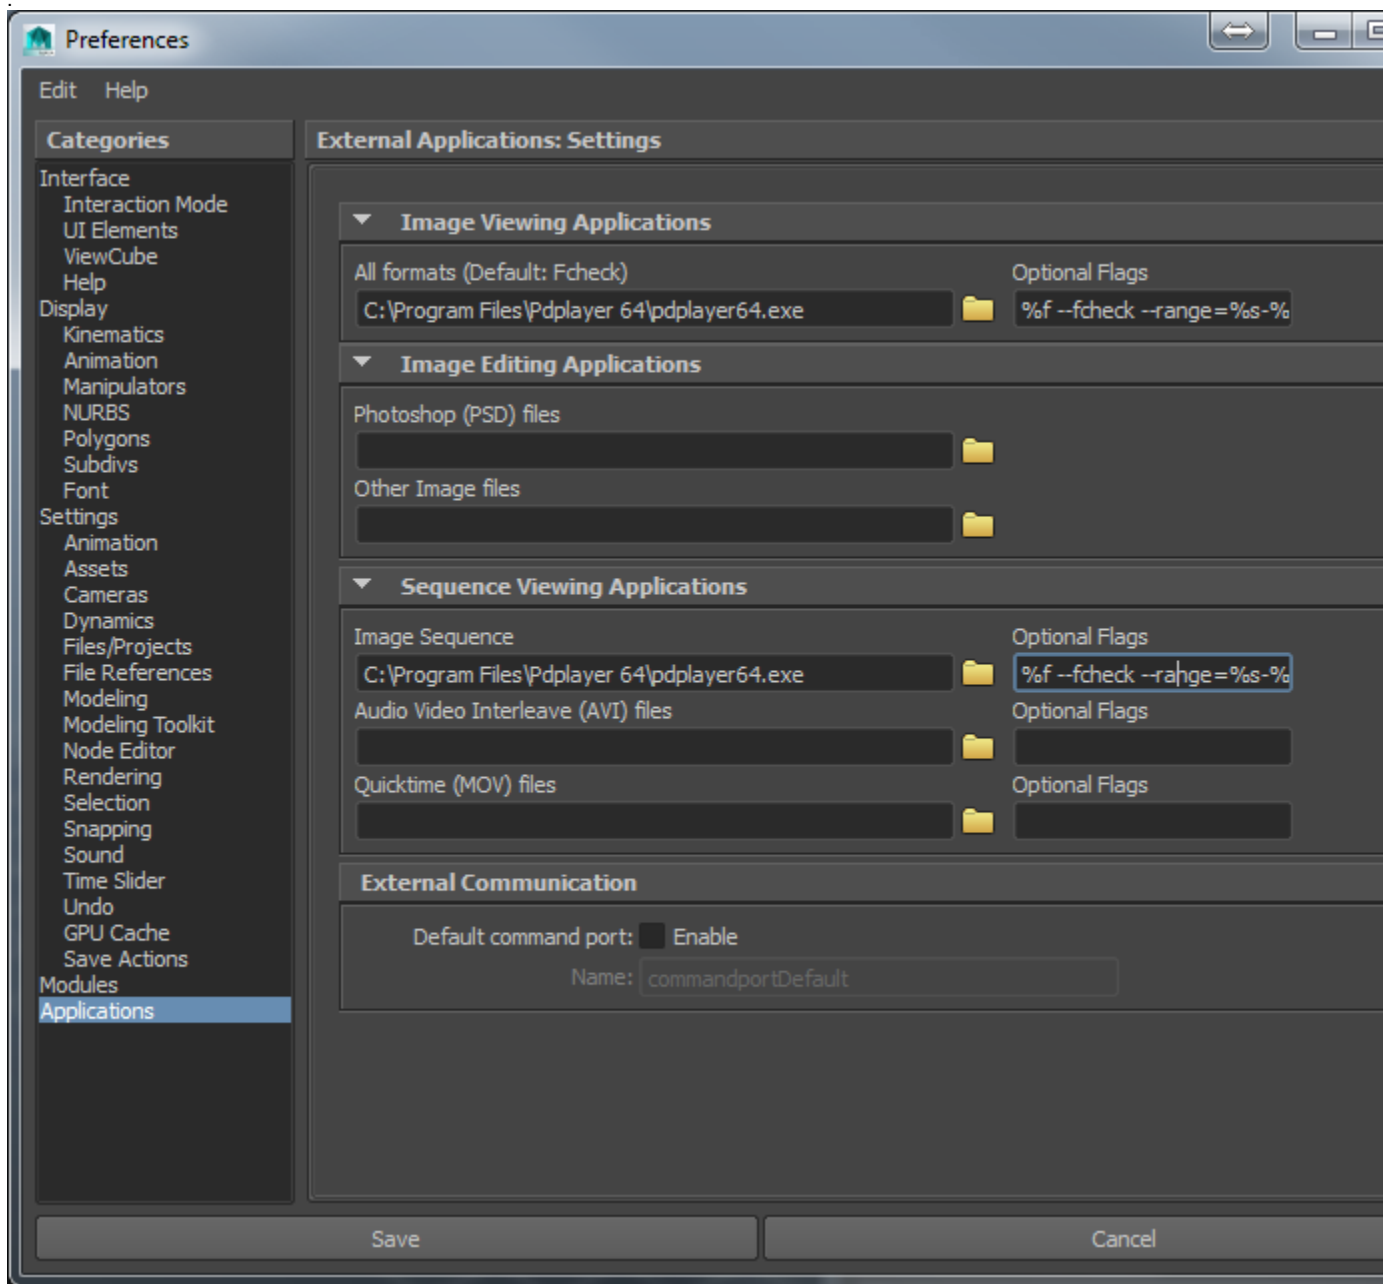 Preferences
Edit Help
Categories
Interface
Interaction Mode
UI Elements
ViewCube
Help
Display
Kinematics
Animation
Manipulators
NURBS
Polygons
Subdivs
Font
Settings
Animation
Assets
Cameras
Dynamics
Files/Projects
File References
Modeling
Modeling Toolkit
Node Editor
Rendering
Selection
Snapping
Sound
Time Slider
Undo
GPU Cache
Save Actions
Modules
Applications
External Applications: Settings
Image Viewing Applications
All formats (Default: Fcheck) Optional Flags
C:\Program Files\Pdplayer 64\pdplayer64.exe %f --fcheck --range=%s-%
Image Editing Applications
Photoshop (PSD) files
Other Image files
Sequence Viewing Applications
Image Sequence Optional Flags
C:\Program Files\Pdplayer 64\pdplayer64.exe %f --fcheck --range=%s-%
Audio Video Interleave (AVI) files Optional Flags
Quicktime (MOV) files Optional Flags
External Communication
Default command port: Enable
Name: commandportDefault
Save Cancel